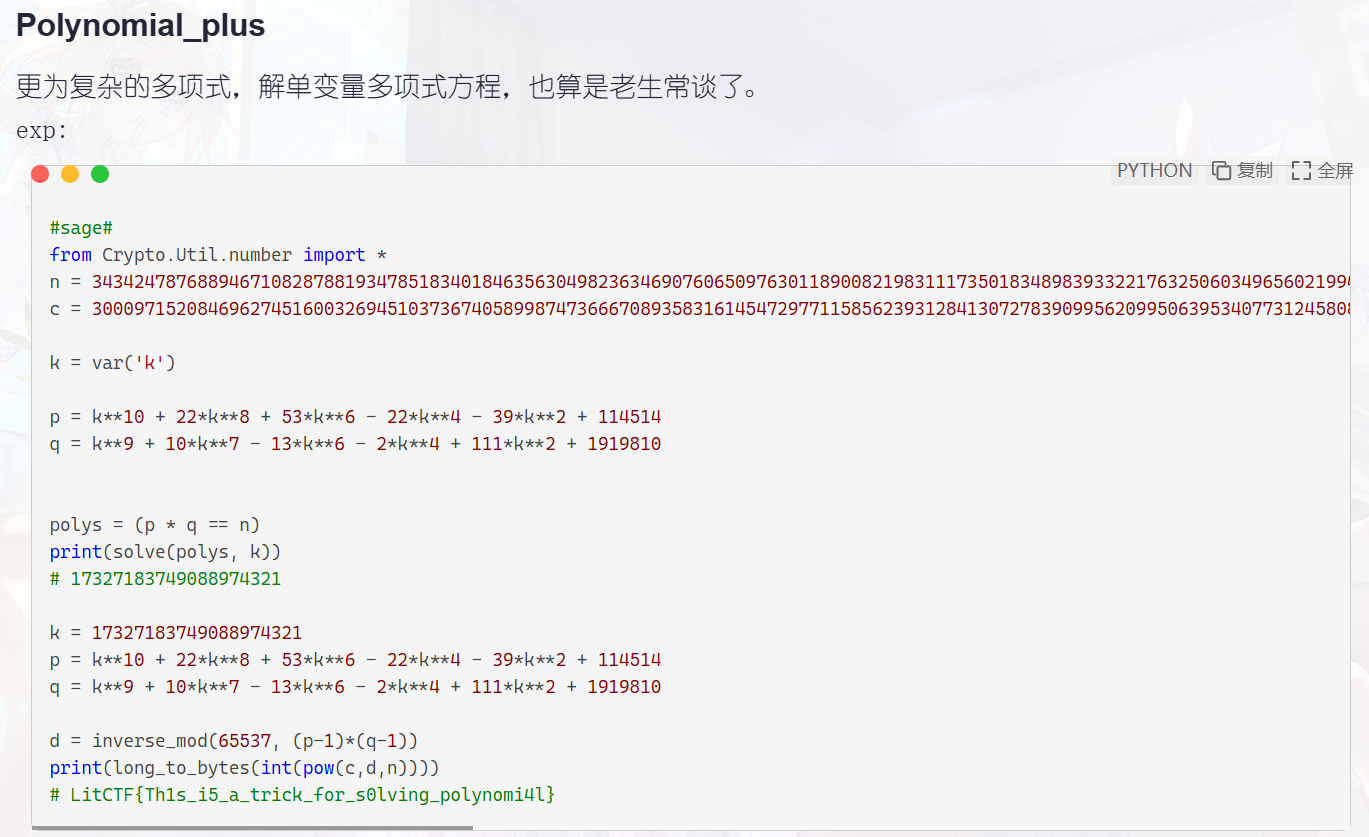 Polynomial_plus
更为复杂的多项式，解单变量多项式方程，也算是老生常谈了。
exp：
PYTHON 复制 全屏
#sage#
from Crypto.Util.number import *
n = 343424787688946710828788193478518340184635630498236346907606509763011890082198311173501834898393322176325060349656021994
c = 300097152084696274516003269451037367405899874736667089358316145472977115856239312841307278390995620995063953407731245808
k = var('k')
p = k**10 + 22*k**8 + 53*k**6 - 22*k**4 - 39*k**2 + 114514
q = k**9 + 10*k**7 - 13*k**6 - 2*k**4 + 111*k**2 + 1919810
polys = (p * q == n)
print(solve(polys, k))
# 17327183749088974321
k = 17327183749088974321
p = k**10 + 22*k**8 + 53*k**6 - 22*k**4 - 39*k**2 + 114514
q = k**9 + 10*k**7 - 13*k**6 - 2*k**4 + 111*k**2 + 1919810
d = inverse_mod(65537, (p-1)*(q-1))
print(long_to_bytes(int(pow(c,d,n))))
# LitCTF{Th1s_i5_a_trick_for_s0lving_polynomi4l}